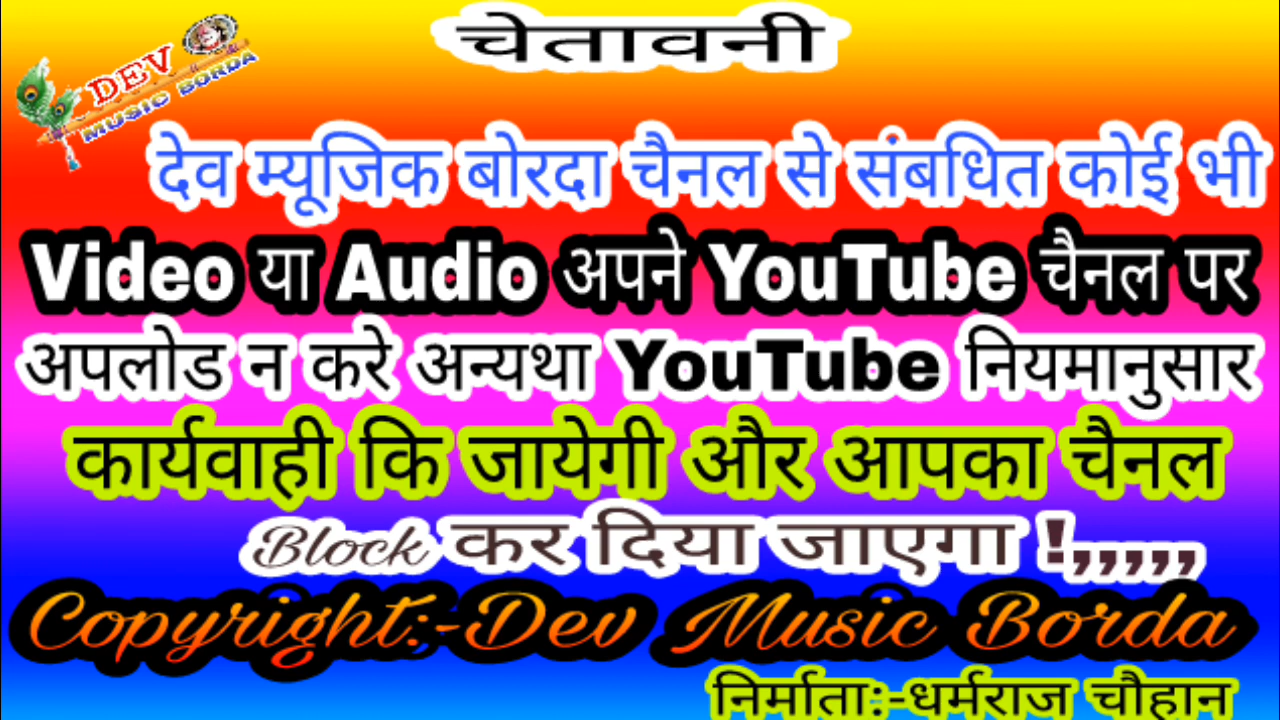 चेतावनी
DEV
MUSIC BORDA
देव म्यूजिक बोरदा चैनल से संबधित कोई भी
Video या Audio अपने YouTube चैनल पर
अपलोड न करे अन्यथा YouTube नियमानुसार
कार्यवाही कि जायेगी और आपका चैनल
Block कर दिया जाएगा !,,,,,
Copyright:-Dev Music Borda
निर्माता:-धर्मराज चौहान